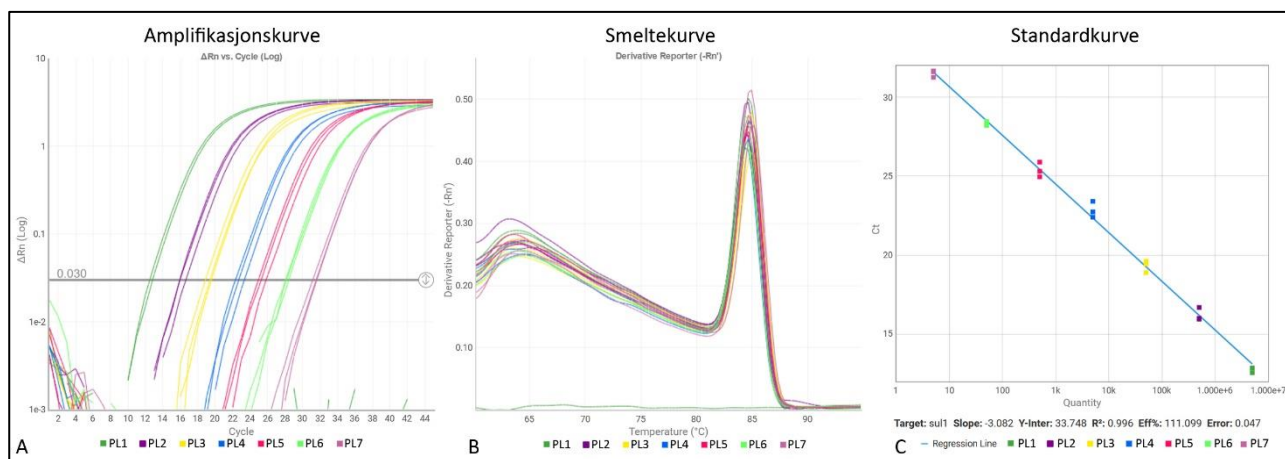 Amplifikasjonskurve
ΔRn vs. Cycle (Log)
10
1
0.1
1e-2
1e-3
ΔRn (Log)
0.030
2 4 6 8 10 12 14 16 18 20 22 24 26 28 30 32 34 36 38 40 42 44
Cycle
A
PL1 PL2 PL3 PL4 PL5 PL6 PL7
Smeltekurve
Derivative Reporter (-Rn')
0.50
0.40
0.30
0.20
0.10
Derivative Reporter (-Rn')
65 70 75 80 85 90
Temperature (°C)
B
PL1 PL2 PL3 PL4 PL5 PL6 PL7
Standardkurve
30
25
20
15
Ct
1 10 100 1k 10k 100k 1.000e+6 1.000e+7
Quantity
Target: sul1 Slope: -3.082 Y-Inter: 33.748 R²: 0.996 Eff%: 111.099 Error: 0.047
C
Regression Line PL1 PL2 PL3 PL4 PL5 PL6 PL7